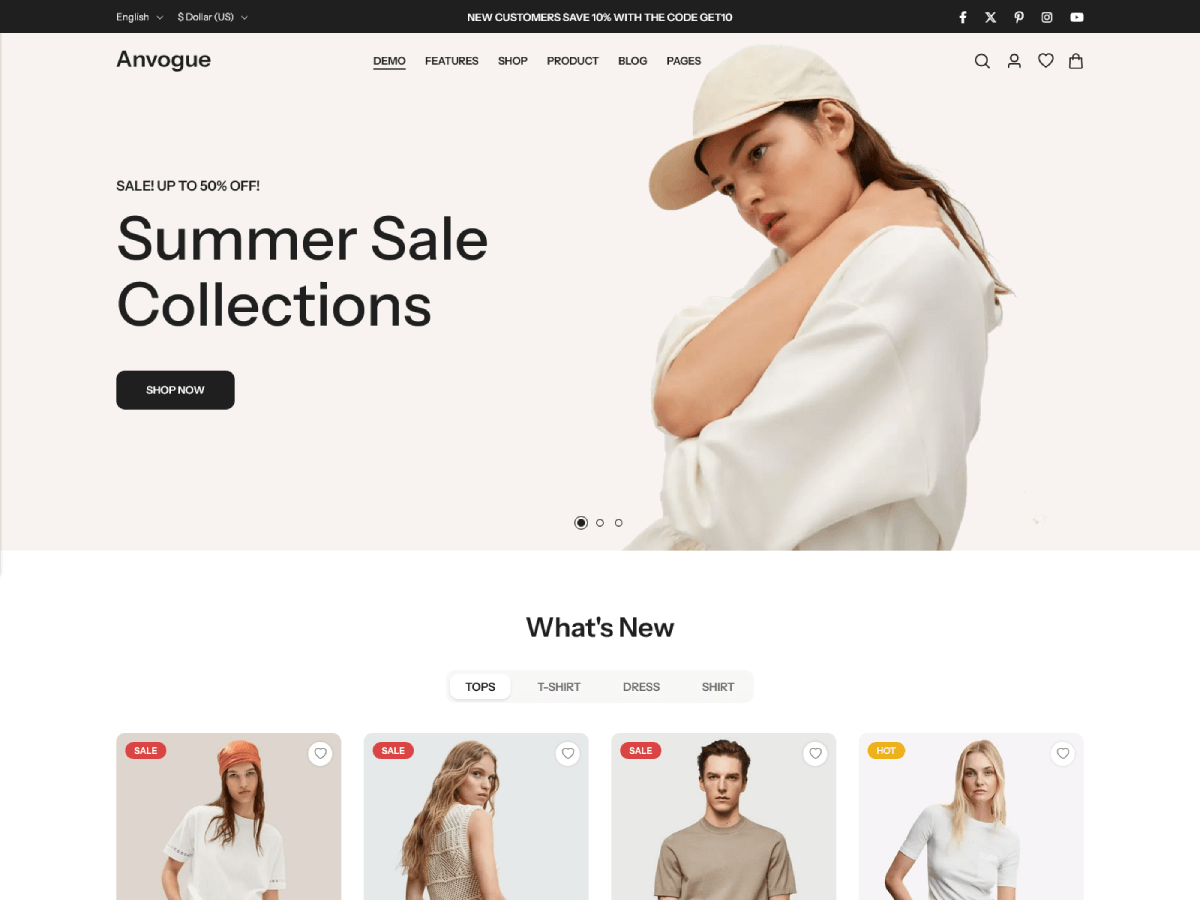 English
$ Dollar (US)
NEW CUSTOMERS SAVE 10% WITH THE CODE GET10
Anvogue
DEMO
FEATURES
SHOP
PRODUCT
BLOG
PAGES
SALE! UP TO 50% OFF!
Summer Sale
Collections
SHOP NOW
What's New
TOPS
T-SHIRT
DRESS
SHIRT
SALE
SALE
SALE
HOT